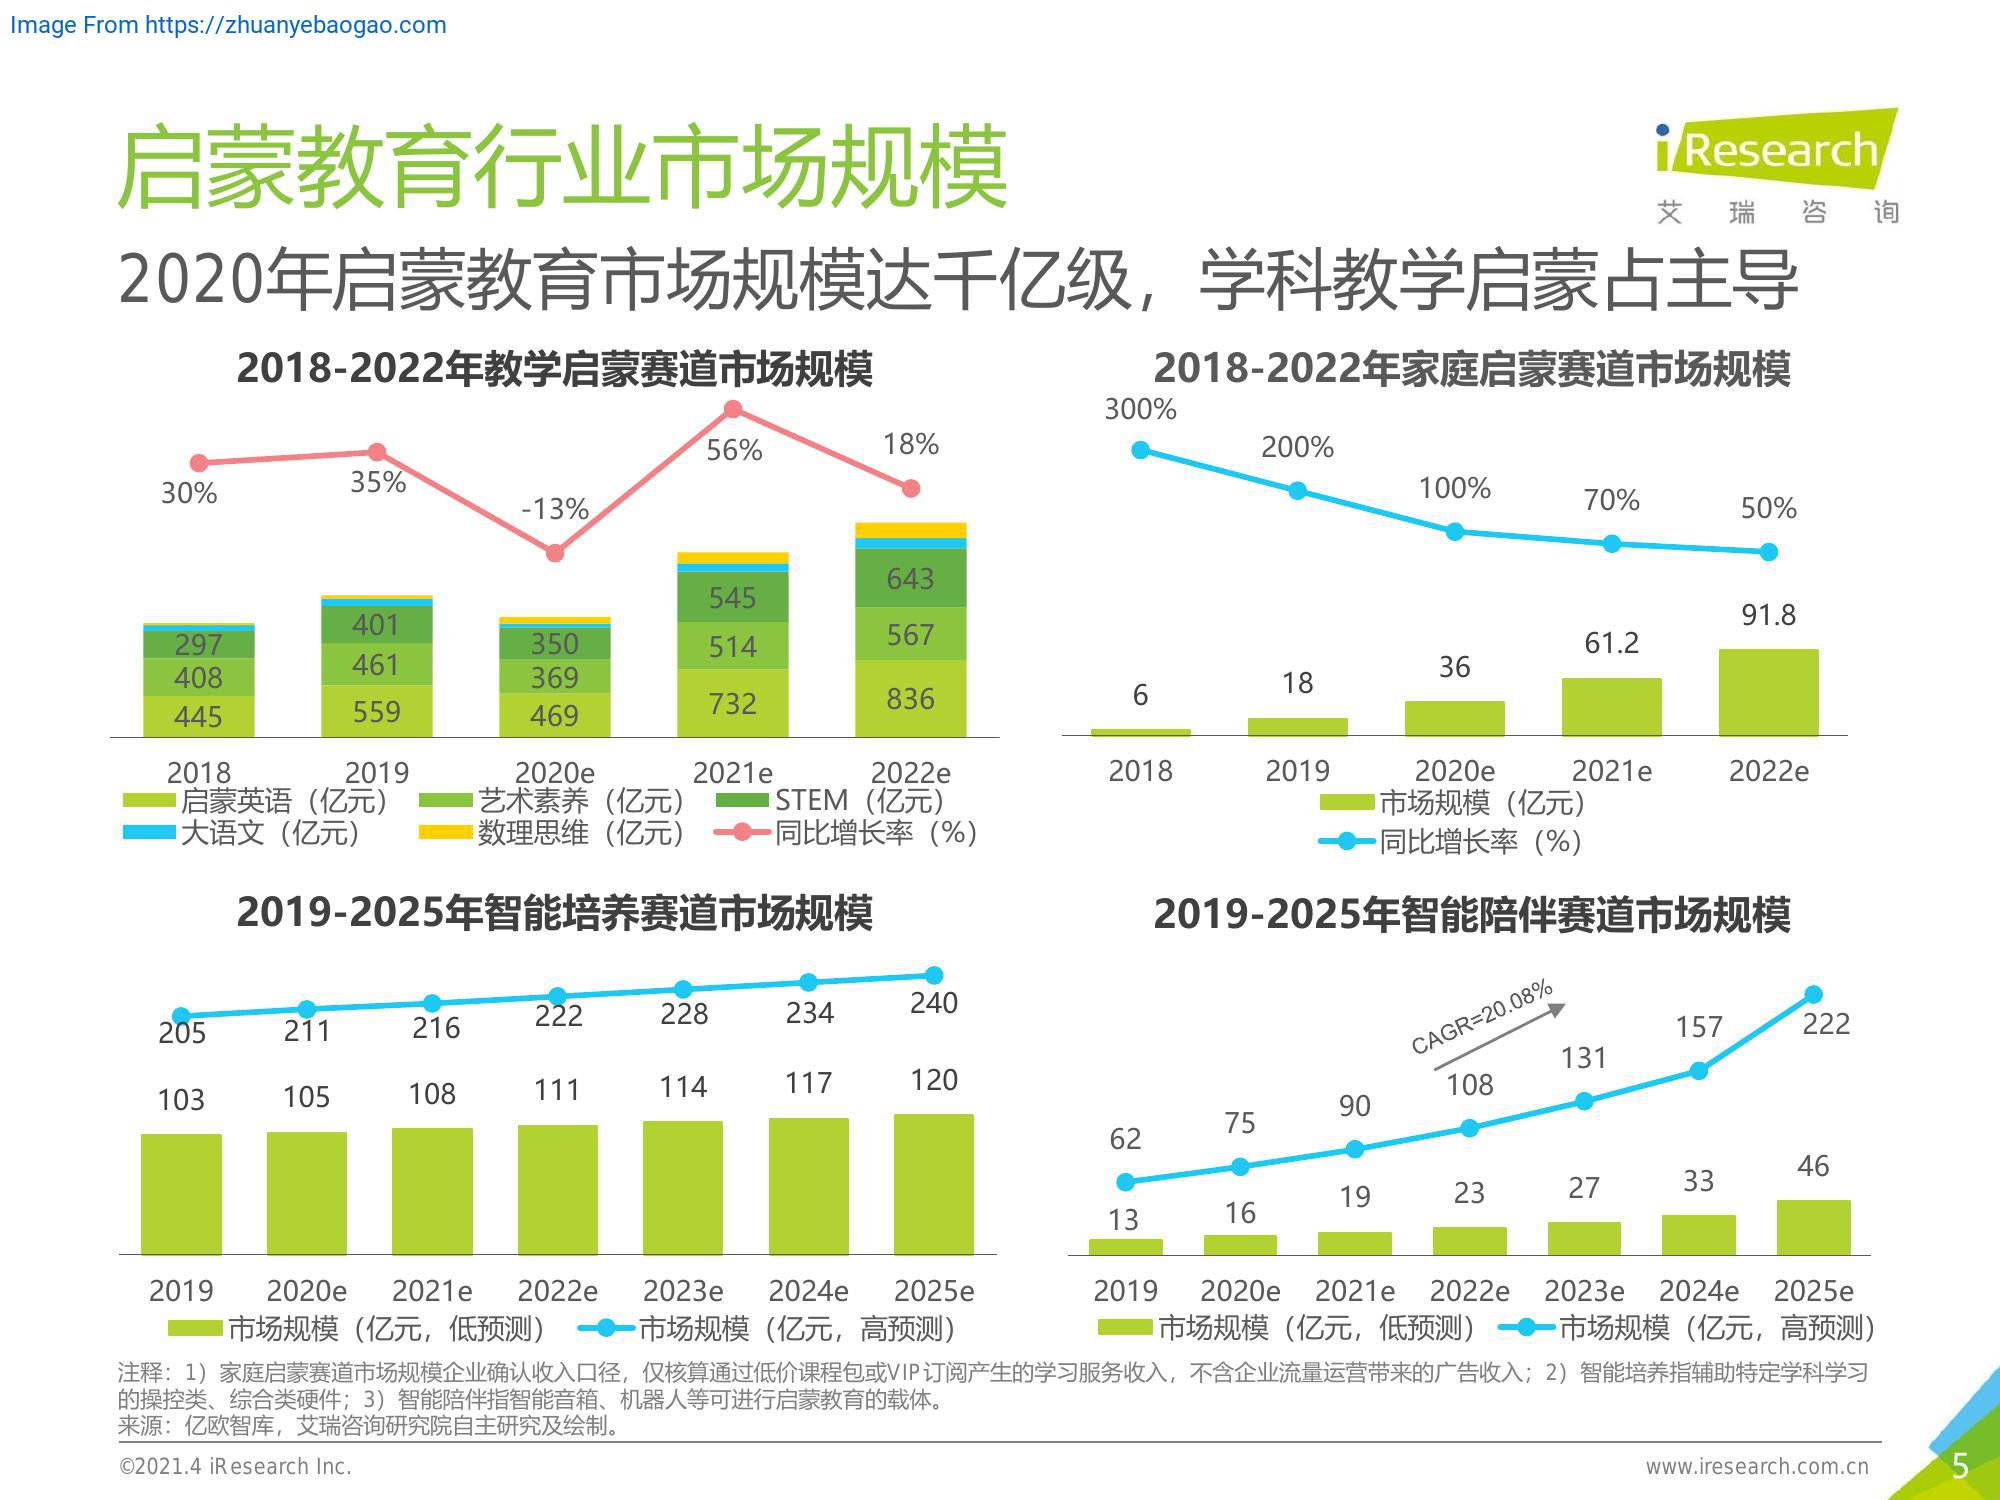 Image From https://zhuanyebaogao.com
启蒙教育行业市场规模
iResearch
艾瑞咨询
2020年启蒙教育市场规模达千亿级，学科教学启蒙占主导
2018-2022年教学启蒙赛道市场规模
30%
35%
-13%
56%
18%
297
401
350
545
643
408
461
369
514
567
445
559
469
732
836
2018
2019
2020e
2021e
2022e
启蒙英语（亿元）
艺术素养（亿元）
STEM（亿元）
大语文（亿元）
数理思维（亿元）
同比增长率（%）
2018-2022年家庭启蒙赛道市场规模
300%
200%
100%
70%
50%
6
18
36
61.2
91.8
2018
2019
2020e
2021e
2022e
市场规模（亿元）
同比增长率（%）
2019-2025年智能培养赛道市场规模
205
211
216
222
228
234
240
103
105
108
111
114
117
120
2019
2020e
2021e
2022e
2023e
2024e
2025e
市场规模（亿元，低预测）
市场规模（亿元，高预测）
2019-2025年智能陪伴赛道市场规模
CAGR=20.08%
62
75
90
108
131
157
222
13
16
19
23
27
33
46
2019
2020e
2021e
2022e
2023e
2024e
2025e
市场规模（亿元，低预测）
市场规模（亿元，高预测）
注释：1）家庭启蒙赛道市场规模企业确认收入口径，仅核算通过低价课程包或VIP订阅产生的学习服务收入，不含企业流量运营带来的广告收入；2）智能培养指辅助特定学科学习
的操控类、综合类硬件；3）智能陪伴指智能音箱、机器人等可进行启蒙教育的载体。
来源：亿欧智库，艾瑞咨询研究院自主研究及绘制。
©2021.4 iResearch Inc.
www.iresearch.com.cn
5